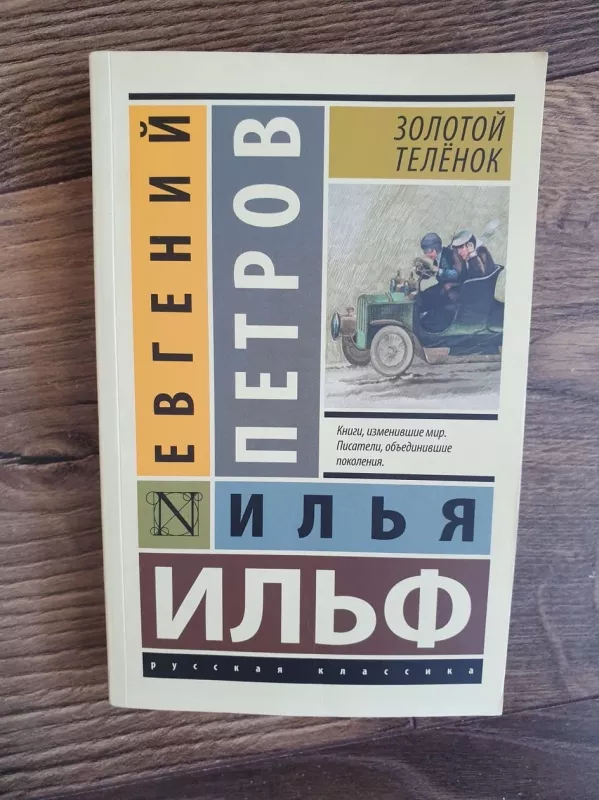 ЕВГЕНИЙ
ПЕТРОВ
ЗОЛОТОЙ
ТЕЛЁНОК
Книги, изменившие мир.
Писатели, объединившие
поколения.
N
ИЛЬЯ
ИЛЬФ
русская классика